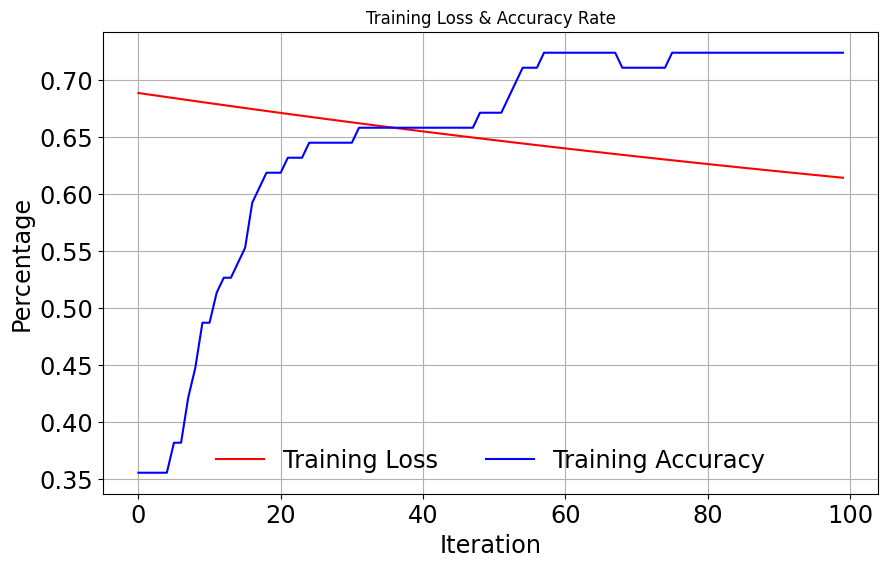 Training Loss & Accuracy Rate
Percentage
0.70
0.65
0.60
0.55
0.50
0.45
0.40
0.35
Training Loss Training Accuracy
0 20 40 60 80 100
Iteration